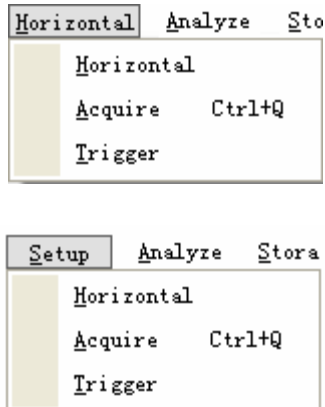 Horizontal Analyze Sto
Horizontal
Acquire Ctrl+Q
Trigger
Setup Analyze Stora
Horizontal
Acquire Ctrl+Q
Trigger